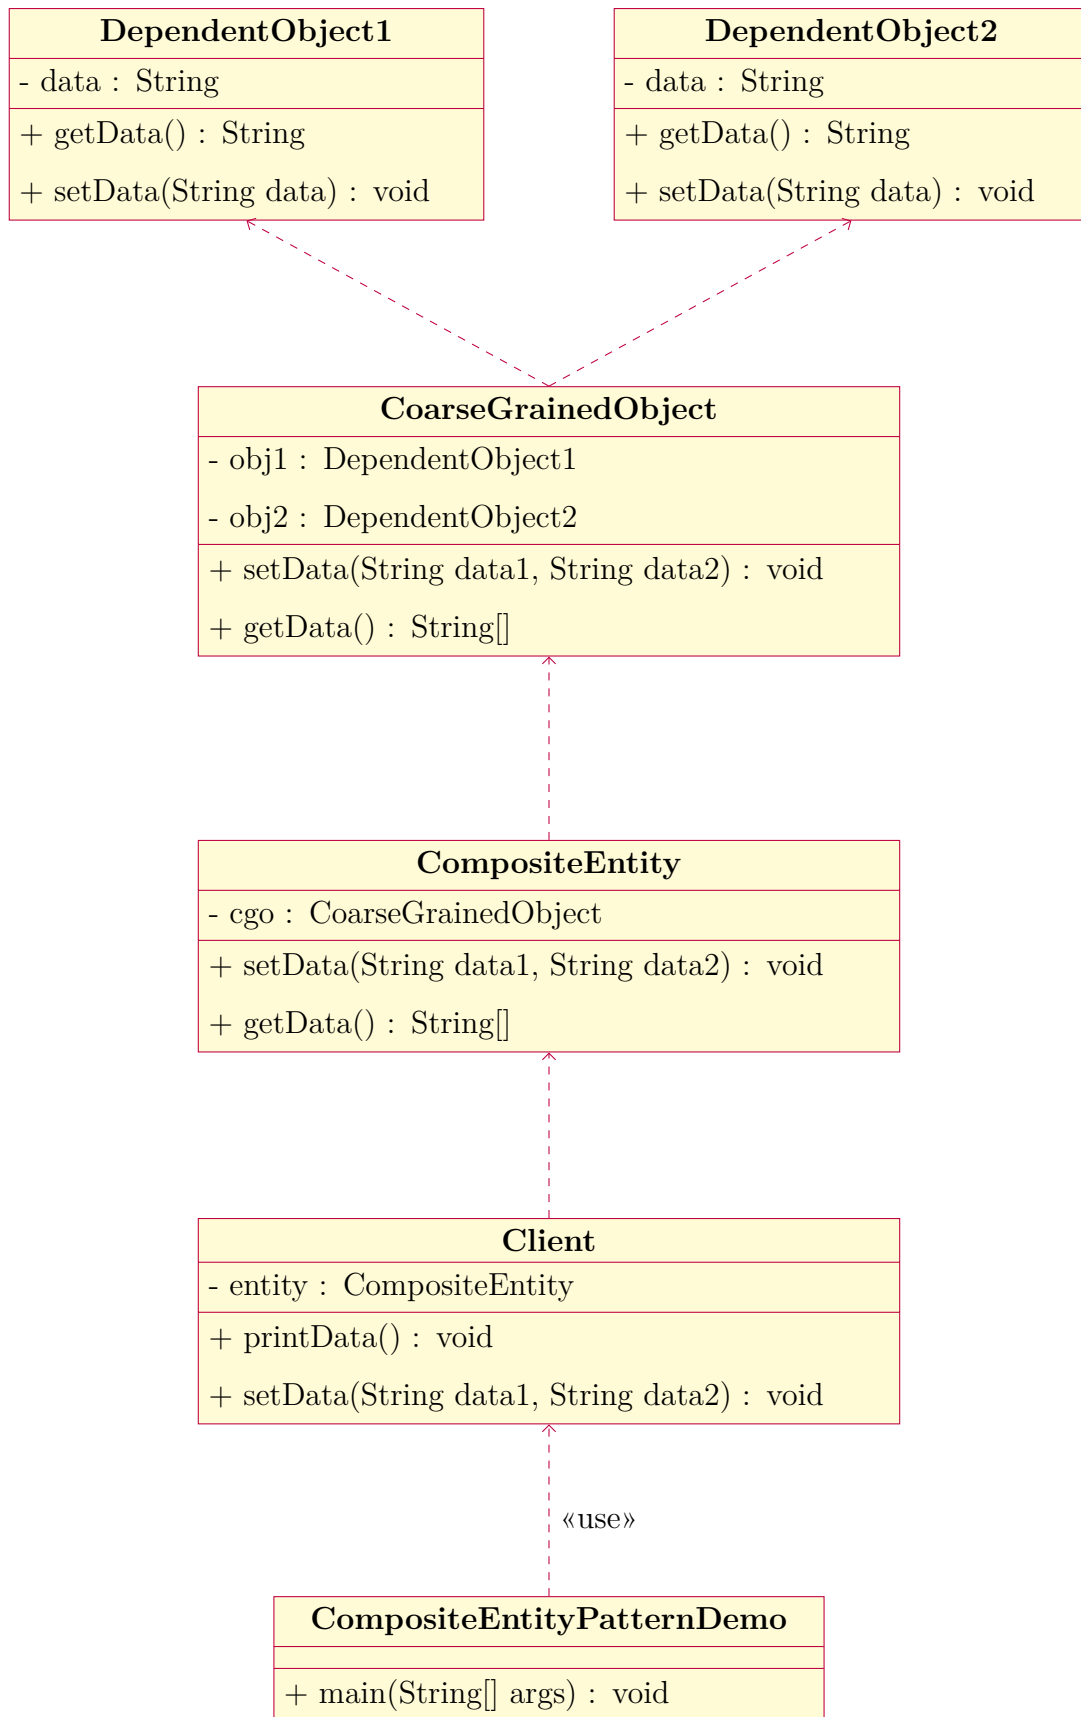 DependentObject1
- data : String
+ getData() : String
+ setData(String data) : void
DependentObject2
- data : String
+ getData() : String
+ setData(String data) : void
CoarseGrainedObject
- obj1 : DependentObject1
- obj2 : DependentObject2
+ setData(String data1, String data2) : void
+ getData() : String[]
CompositeEntity
- cgo : CoarseGrainedObject
+ setData(String data1, String data2) : void
+ getData() : String[]
Client
- entity : CompositeEntity
+ printData() : void
+ setData(String data1, String data2) : void
«use»
CompositeEntityPatternDemo
+ main(String[] args) : void